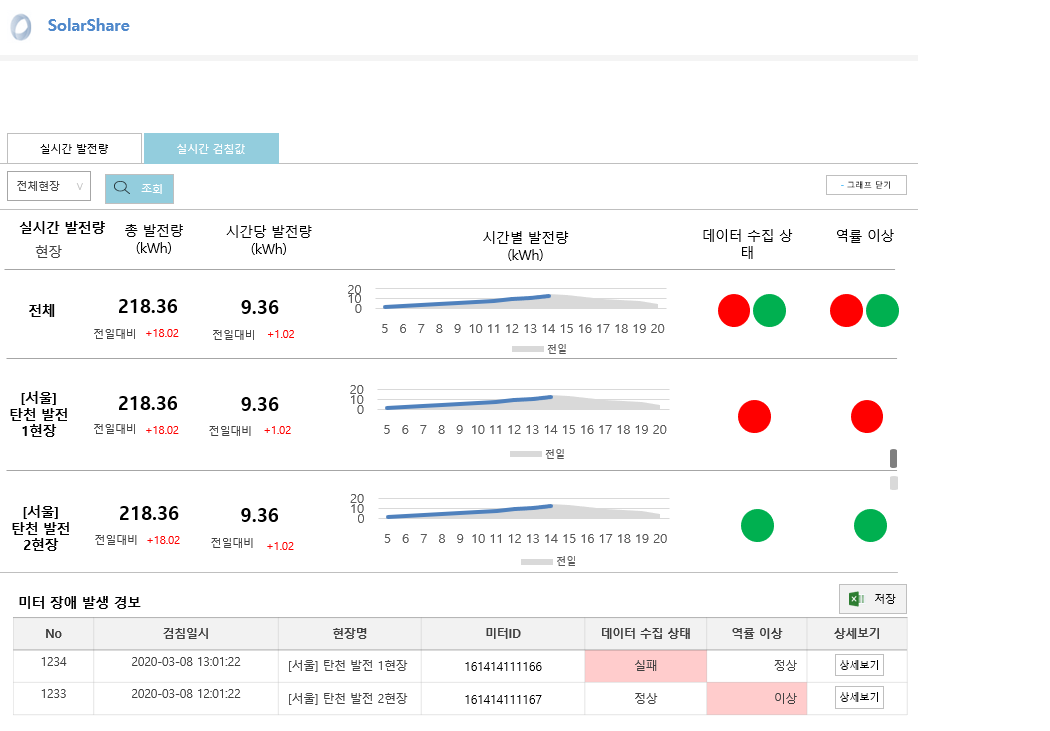 SolarShare
실시간 발전량 실시간 검침값
전체현장 ∨ 조회 - 그래프 닫기
실시간 발전량
현장
총 발전량
(kWh)
시간당 발전량
(kWh)
시간별 발전량
(kWh)
데이터 수집 상
태
역률 이상
전체
218.36
전일대비 +18.02
9.36
전일대비 +1.02
20
10
0
5 6 7 8 9 10 11 12 13 14 15 16 17 18 19 20
전일
[서울]
탄천 발전
1현장
218.36
전일대비 +18.02
9.36
전일대비 +1.02
20
10
0
5 6 7 8 9 10 11 12 13 14 15 16 17 18 19 20
전일
[서울]
탄천 발전
2현장
218.36
전일대비 +18.02
9.36
전일대비 +1.02
20
10
0
5 6 7 8 9 10 11 12 13 14 15 16 17 18 19 20
전일
미터 장애 발생 경보 저장
No 검침일시 현장명 미터ID 데이터 수집 상태 역률 이상 상세보기
1234 2020-03-08 13:01:22 [서울] 탄천 발전 1현장 161414111166 실패 정상 상세보기
1233 2020-03-08 12:01:22 [서울] 탄천 발전 2현장 161414111167 정상 이상 상세보기